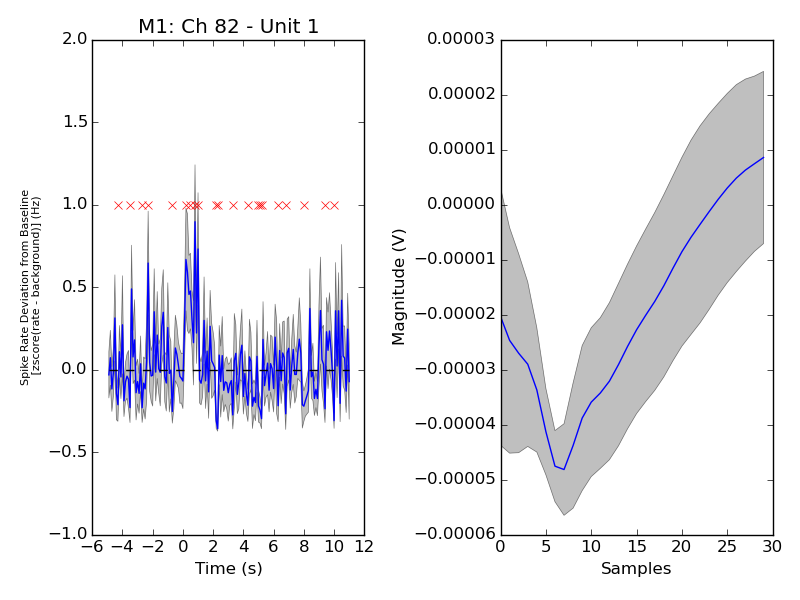 M1: Ch 82 - Unit 1
2.0
1.5
1.0
0.5
0.0
−0.5
−1.0
−6 −4 −2 0 2 4 6 8 10 12
Time (s)
Spike Rate Deviation from Baseline
[zscore(rate - background)] (Hz)
0.00003
0.00002
0.00001
0.00000
−0.00001
−0.00002
−0.00003
−0.00004
−0.00005
−0.00006
0 5 10 15 20 25 30
Samples
Magnitude (V)